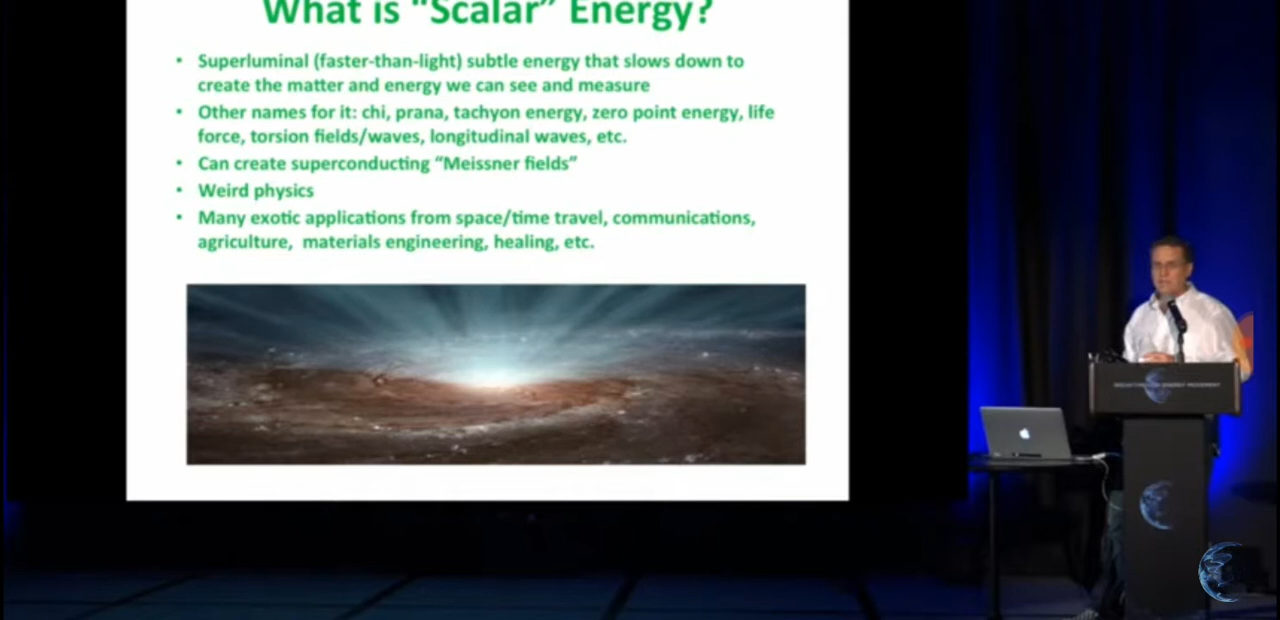 What is "Scalar" Energy?
• Superluminal (faster-than-light) subtle energy that slows down to
create the matter and energy we can see and measure
• Other names for it: chi, prana, tachyon energy, zero point energy, life
force, torsion fields/waves, longitudinal waves, etc.
• Can create superconducting "Meissner fields"
• Weird physics
• Many exotic applications from space/time travel, communications,
agriculture,  materials engineering, healing, etc.
ENERGY MOVEMENT